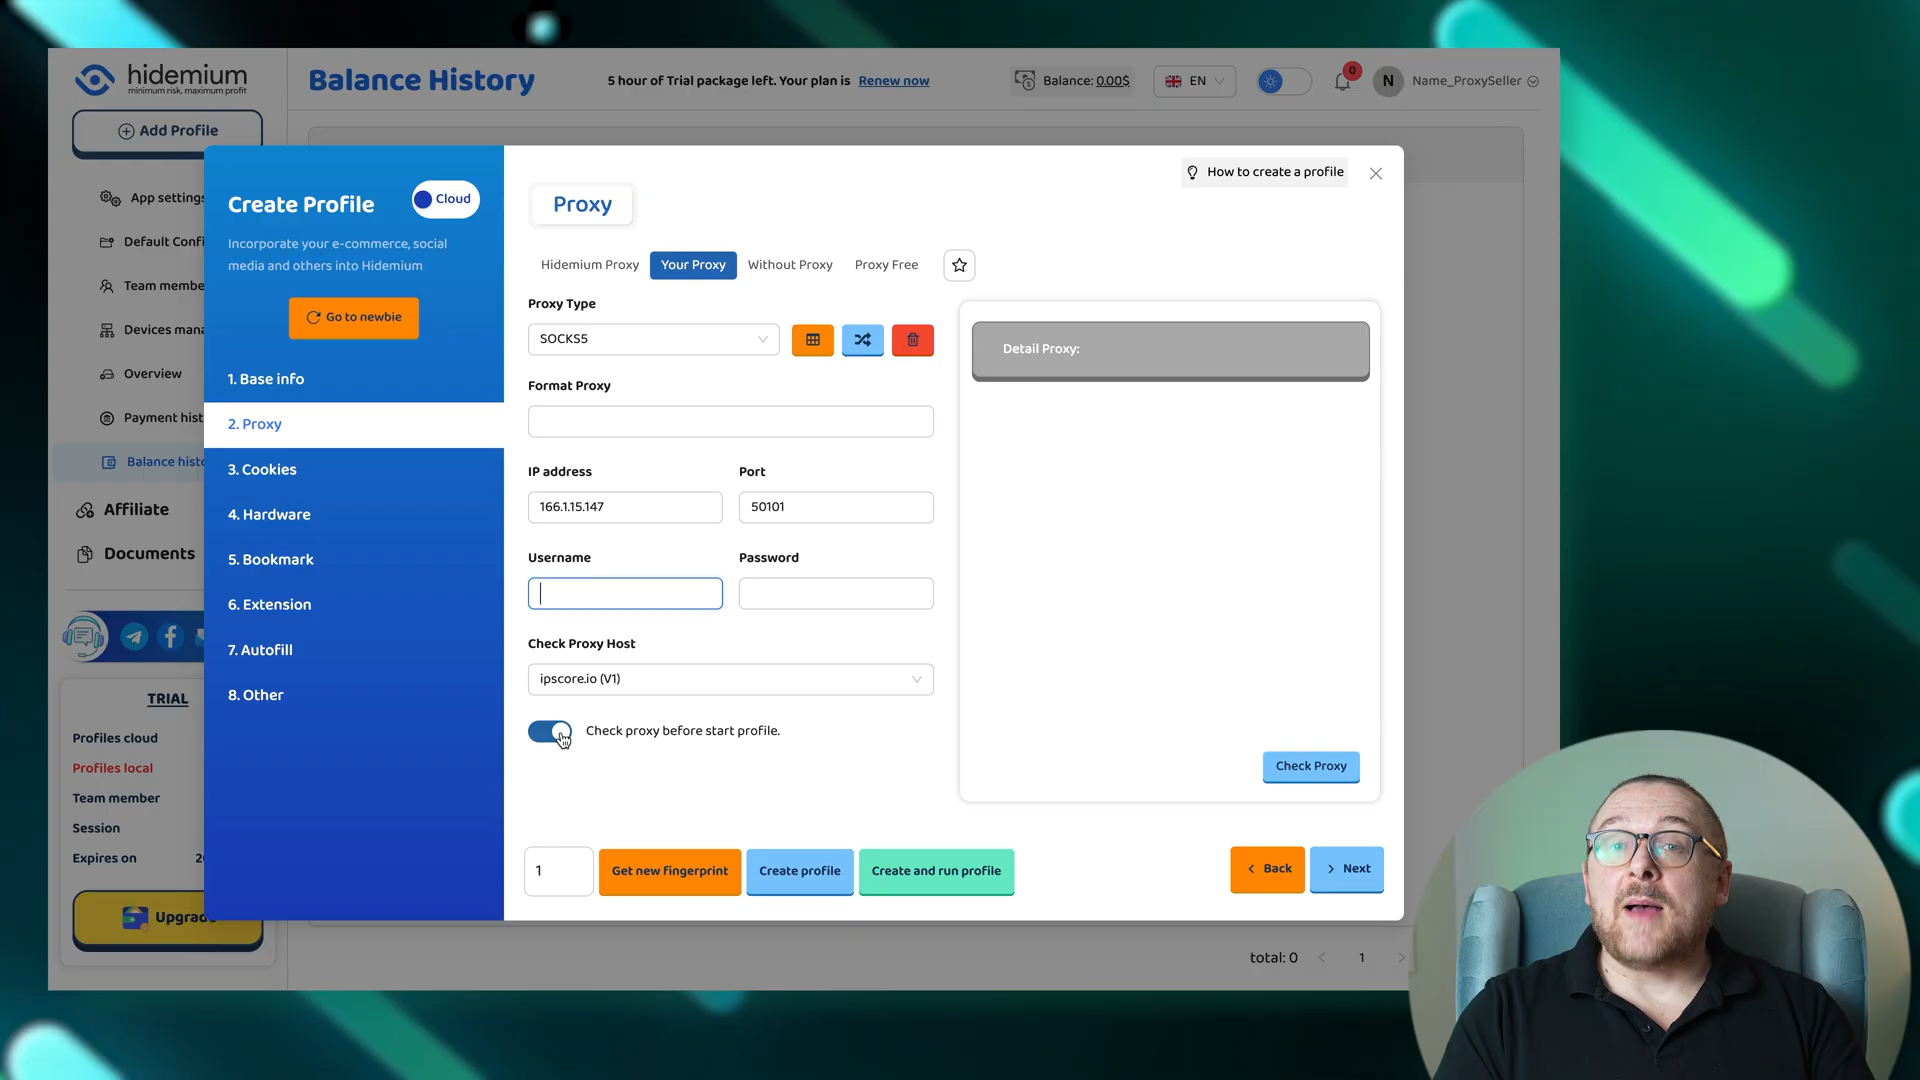 hidemium
minimum risk, maximum profit
Balance History
5 hour of Trial package left. Your plan is Renew now
Balance: 0.00$
EN
0
N
Name_ProxySeller
Add Profile
App settings
Default Confi
Team membe
Devices mana
Overview
Payment hist
Balance histo
Affiliate
Documents
TRIAL
Profiles cloud
Profiles local
Team member
Session
Expires on
2
Upgrade
Create Profile
Cloud
Incorporate your e-commerce, social
media and others into Hidemium
Go to newbie
1. Base info
2. Proxy
3. Cookies
4. Hardware
5. Bookmark
6. Extension
7. Autofill
8. Other
How to create a profile
Proxy
Hidemium Proxy
Your Proxy
Without Proxy
Proxy Free
Proxy Type
SOCKS5
Format Proxy
IP address
Port
166.1.15.147
50101
Username
Password
Check Proxy Host
ipscore.io (V1)
Check proxy before start profile.
Detail Proxy:
Check Proxy
1
Get new fingerprint
Create profile
Create and run profile
Back
Next
total: 0
1